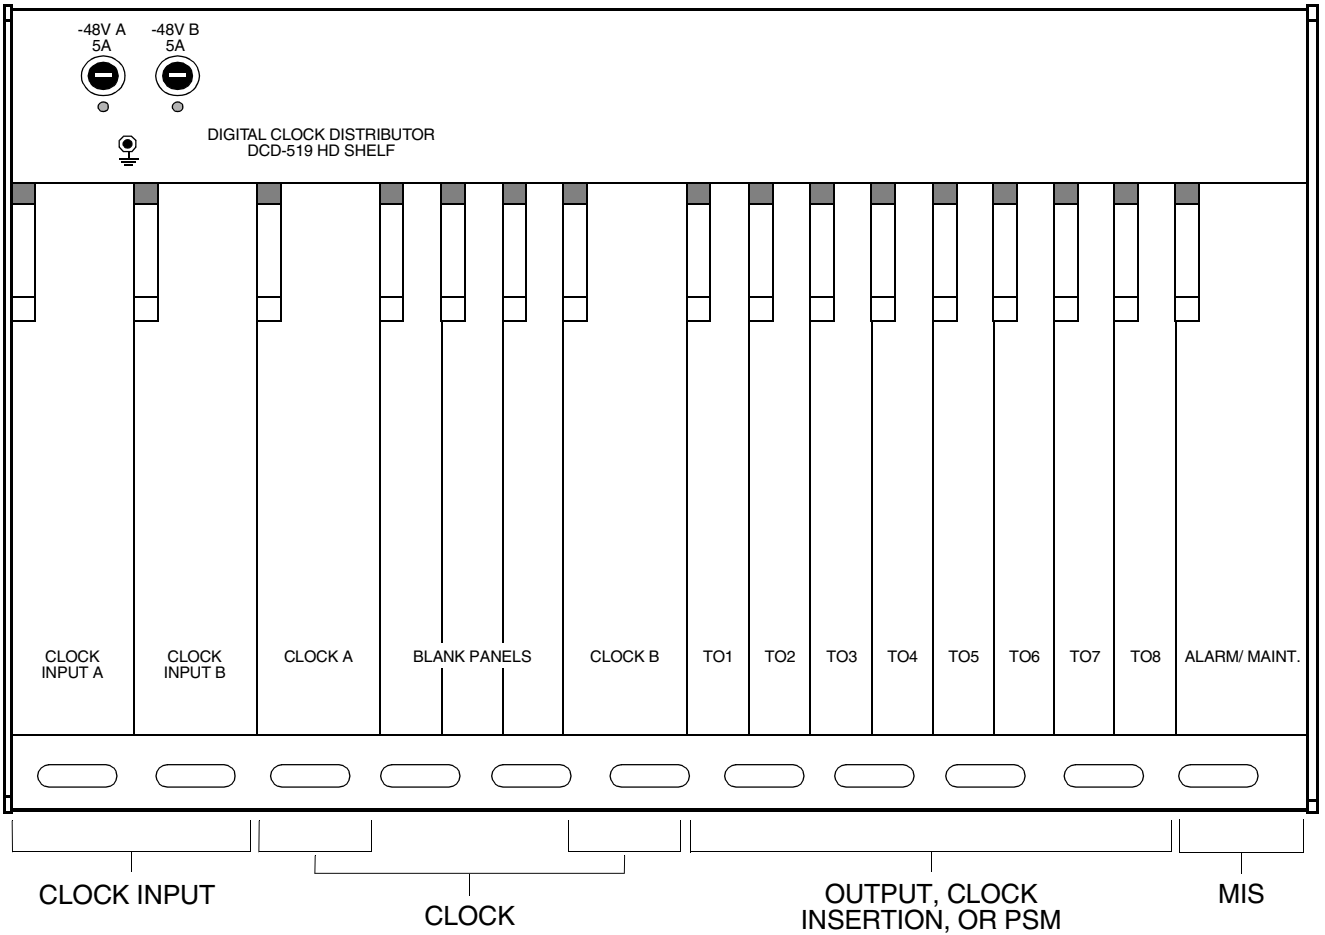 -48V A -48V B
5A 5A
DIGITAL CLOCK DISTRIBUTOR
DCD-519 HD SHELF
CLOCK
INPUT A
CLOCK
INPUT B
CLOCK A
BLANK PANELS
CLOCK B
TO1
TO2
TO3
TO4
TO5
TO6
TO7
TO8
ALARM/ MAINT.
CLOCK INPUT
CLOCK
OUTPUT, CLOCK
INSERTION, OR PSM
MIS